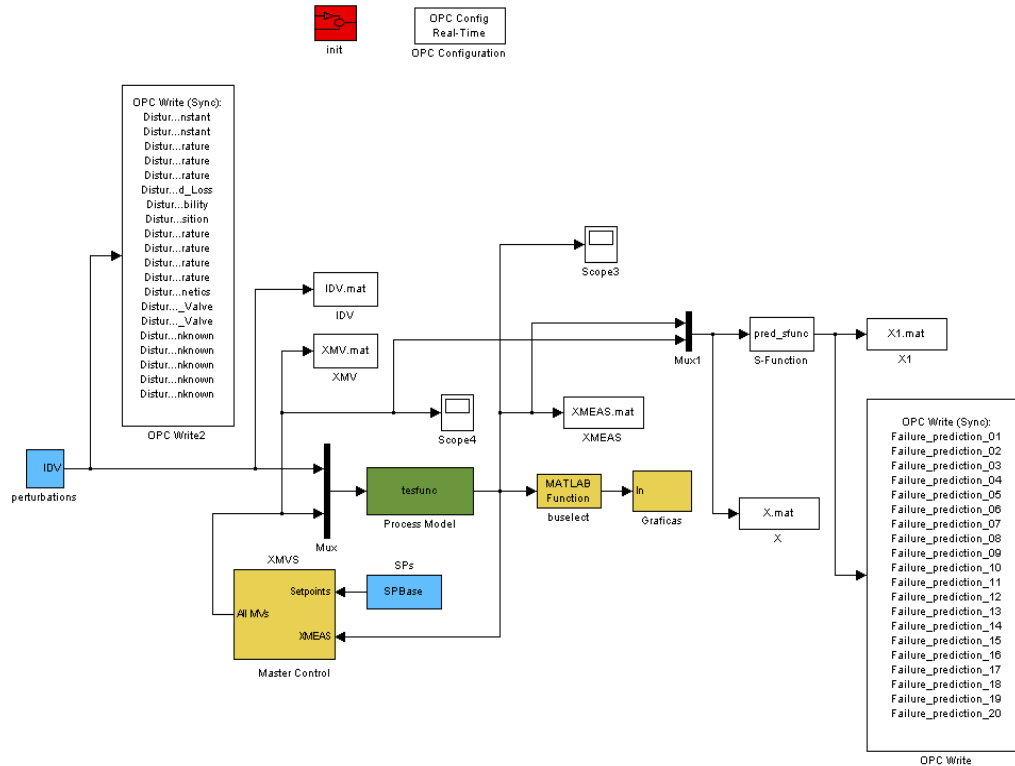 init
OPC Config
Real-Time
OPC Configuration
OPC Write (Sync):
Distur...nstant
Distur...nstant
Distur...rature
Distur...rature
Distur...rature
Distur...d_Loss
Distur...bility
Distur...sition
Distur...rature
Distur...rature
Distur...rature
Distur...rature
Distur...netics
Distur..._Valve
Distur..._Valve
Distur...nknown
Distur...nknown
Distur...nknown
Distur...nknown
Distur...nknown
OPC Write2
Scope3
IDV.mat
IDV
XMV.mat
XMV
Scope4
Mux1
pred_sfunc
S-Function
X1.mat
X1
XMEAS.mat
XMEAS
IDV
perturbations
Mux
tesfunc
Process Model
MATLAB
Function
buselect
In
Graficas
X.mat
X
OPC Write (Sync):
Failure_prediction_01
Failure_prediction_02
Failure_prediction_03
Failure_prediction_04
Failure_prediction_05
Failure_prediction_06
Failure_prediction_07
Failure_prediction_08
Failure_prediction_09
Failure_prediction_10
Failure_prediction_11
Failure_prediction_12
Failure_prediction_13
Failure_prediction_14
Failure_prediction_15
Failure_prediction_16
Failure_prediction_17
Failure_prediction_18
Failure_prediction_19
Failure_prediction_20
OPC Write
XMVS
All MVs
Setpoints
XMEAS
Master Control
SPs
SPBase